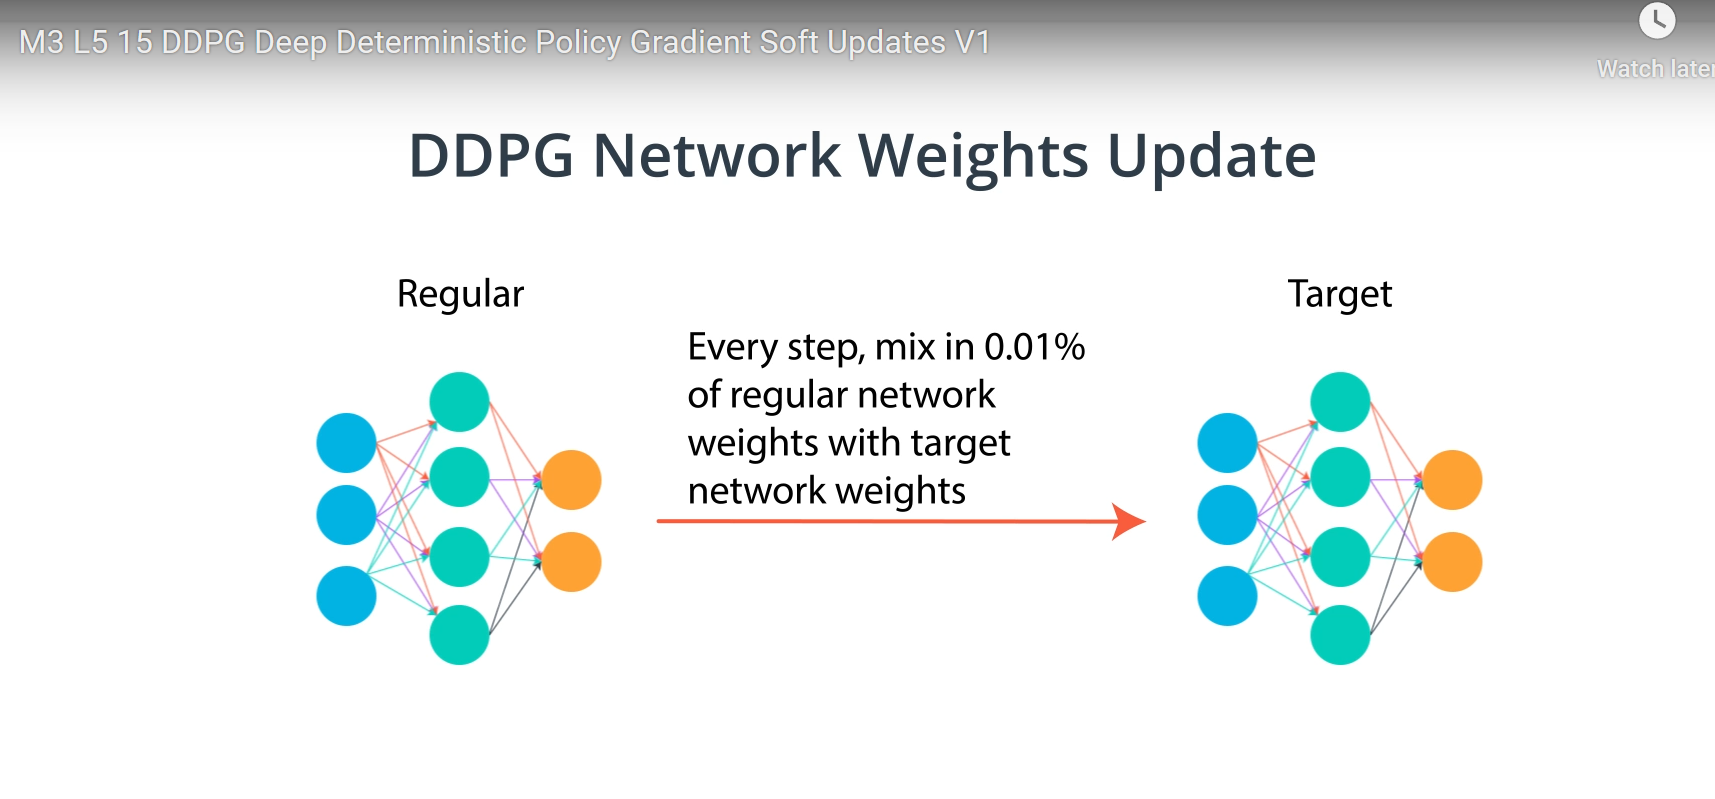 M3 L5 15 DDPG Deep Deterministic Policy Gradient Soft Updates V1
Watch later
DDPG Network Weights Update
Regular
Target
Every step, mix in 0.01%
of regular network
weights with target
network weights